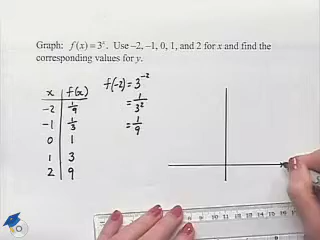 Graph: f(x) = 3ˣ. Use −2, −1, 0, 1, and 2 for x and find the
corresponding values for y.
x | f(x)
-2 | 1/9
-1 | 1/3
0 | 1
1 | 3
2 | 9
f(-2) = 3⁻²
= 1/3²
= 1/9